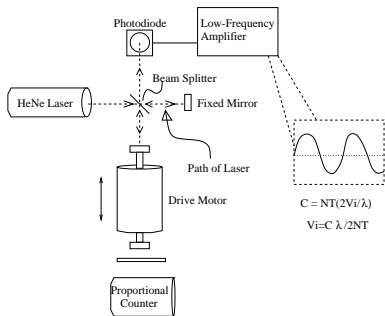 Photodiode
Low-Frequency
Amplifier
Beam Splitter
HeNe Laser
Fixed Mirror
Path of Laser
Drive Motor
C = NT(2Vi/λ)
Vi=C λ/2NT
Proportional
Counter